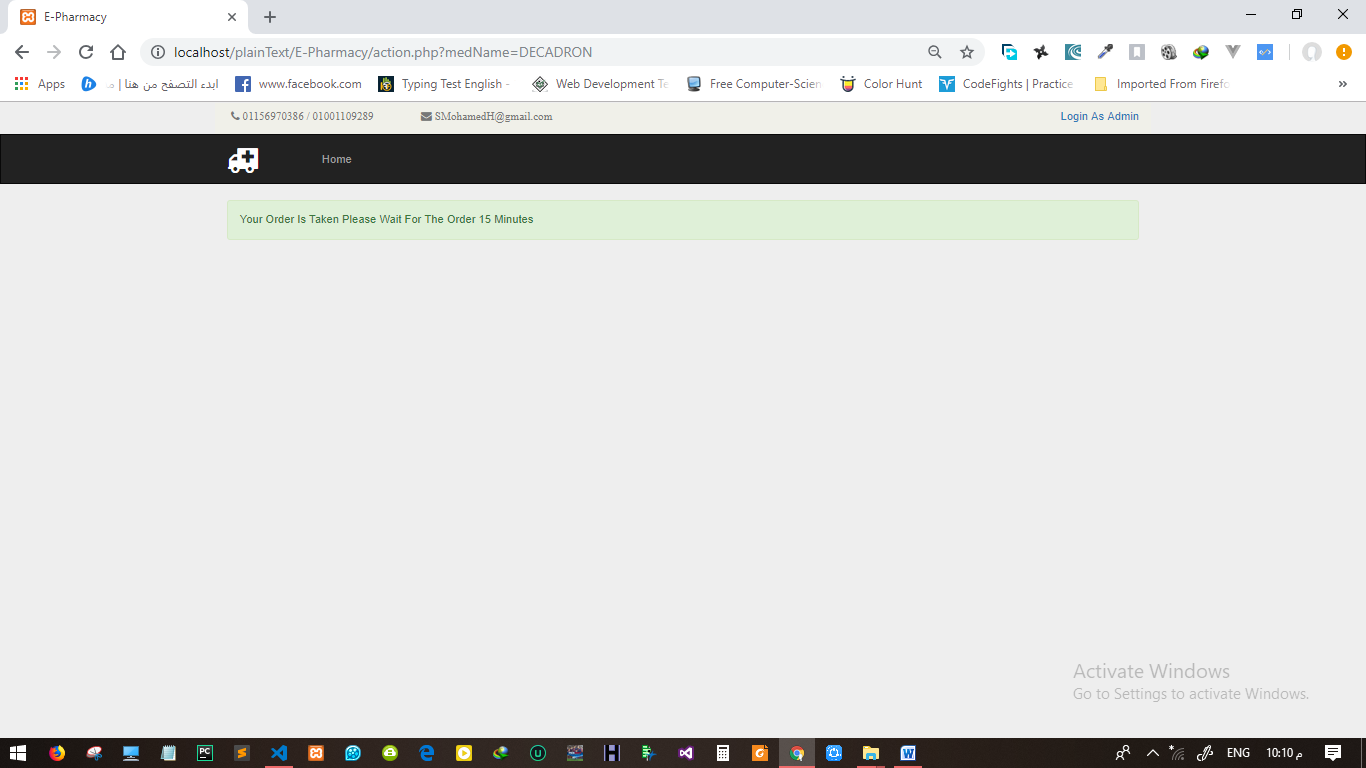 E-Pharmacy
localhost/plainText/E-Pharmacy/action.php?medName=DECADRON
Apps
ابدء التصفح من هنا |
www.facebook.com
Typing Test English -
Web Development Te
Free Computer-Scien
Color Hunt
CodeFights | Practice
Imported From Firefo
»
01156970386 / 01001109289
SMohamedH@gmail.com
Login As Admin
Home
Your Order Is Taken Please Wait For The Order 15 Minutes
Activate Windows
Go to Settings to activate Windows.
ENG
10:10 م